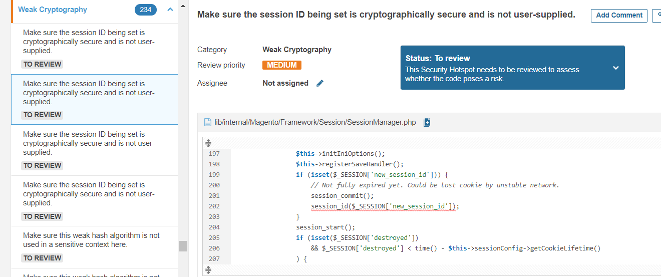 Weak Cryptography 234
Make sure the session ID being set is
cryptographically secure and is not user-
supplied.
TO REVIEW
Make sure the session ID being set is
cryptographically secure and is not user-
supplied.
TO REVIEW
Make sure the session ID being set is
cryptographically secure and is not user-
supplied.
TO REVIEW
Make sure the session ID being set is
cryptographically secure and is not user-
supplied.
TO REVIEW
Make sure this weak hash algorithm is not
used in a sensitive context here.
TO REVIEW
Make sure this weak hash algorithm is not
Make sure the session ID being set is cryptographically secure and is not user-supplied.
Add Comment
Category Weak Cryptography
Review priority MEDIUM
Assignee Not assigned
Status: To review
This Security Hotspot needs to be reviewed to assess
whether the code poses a risk.
lib/internal/Magento/Framework/Session/SessionManager.php
197 $this->initIniOptions();
198 $this->registerSaveHandler();
199 if (isset($_SESSION['new_session_id'])) {
200 // Not fully expired yet. Could be lost cookie by unstable network.
201 session_commit();
202 session_id($_SESSION['new_session_id']);
203 }
204 session_start();
205 if (isset($_SESSION['destroyed'])
206 && $_SESSION['destroyed'] < time() - $this->sessionConfig->getCookieLifetime()
207 ) {